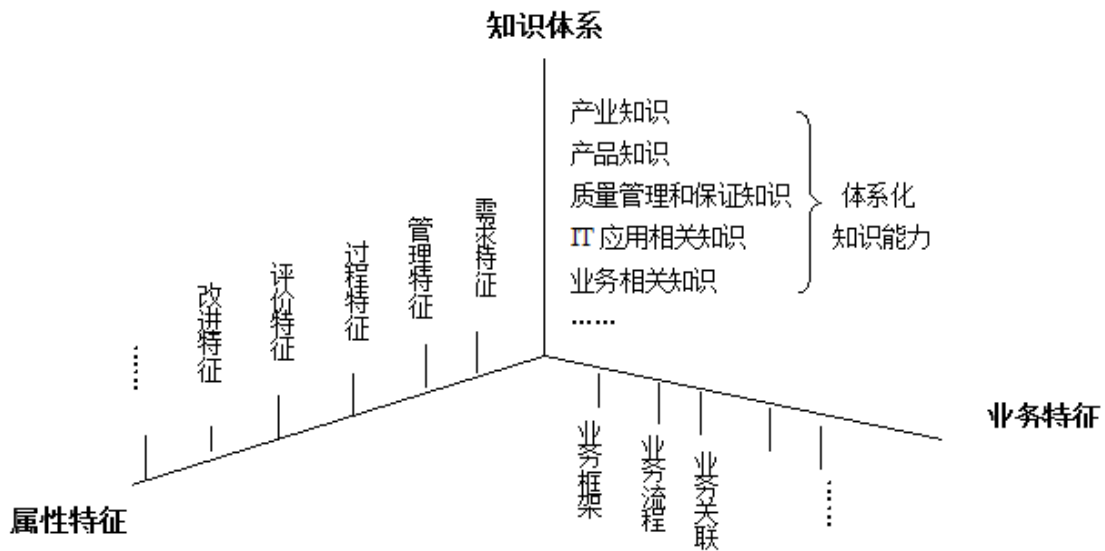 知识体系
产业知识
产品知识
质量管理和保证知识
IT 应用相关知识
业务相关知识
……
体系化
知识能力
需求特征
管理特征
过程特征
评价特征
改进特征
……
属性特征
业务框架
业务流程
业务关联
……
业务特征